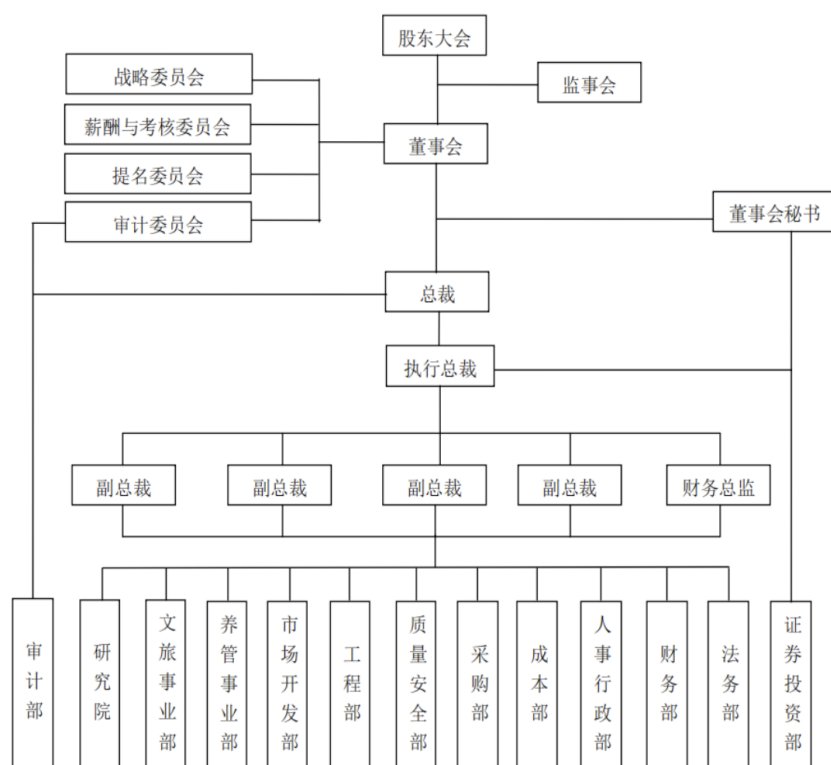 股东大会
战略委员会
监事会
薪酬与考核委员会
董事会
提名委员会
审计委员会
董事会秘书
总裁
执行总裁
副总裁
副总裁
副总裁
副总裁
财务总监
审计部
研究院
文旅事业部
养管事业部
市场开发部
工程部
质量安全部
采购部
成本部
人事行政部
财务部
法务部
证券投资部